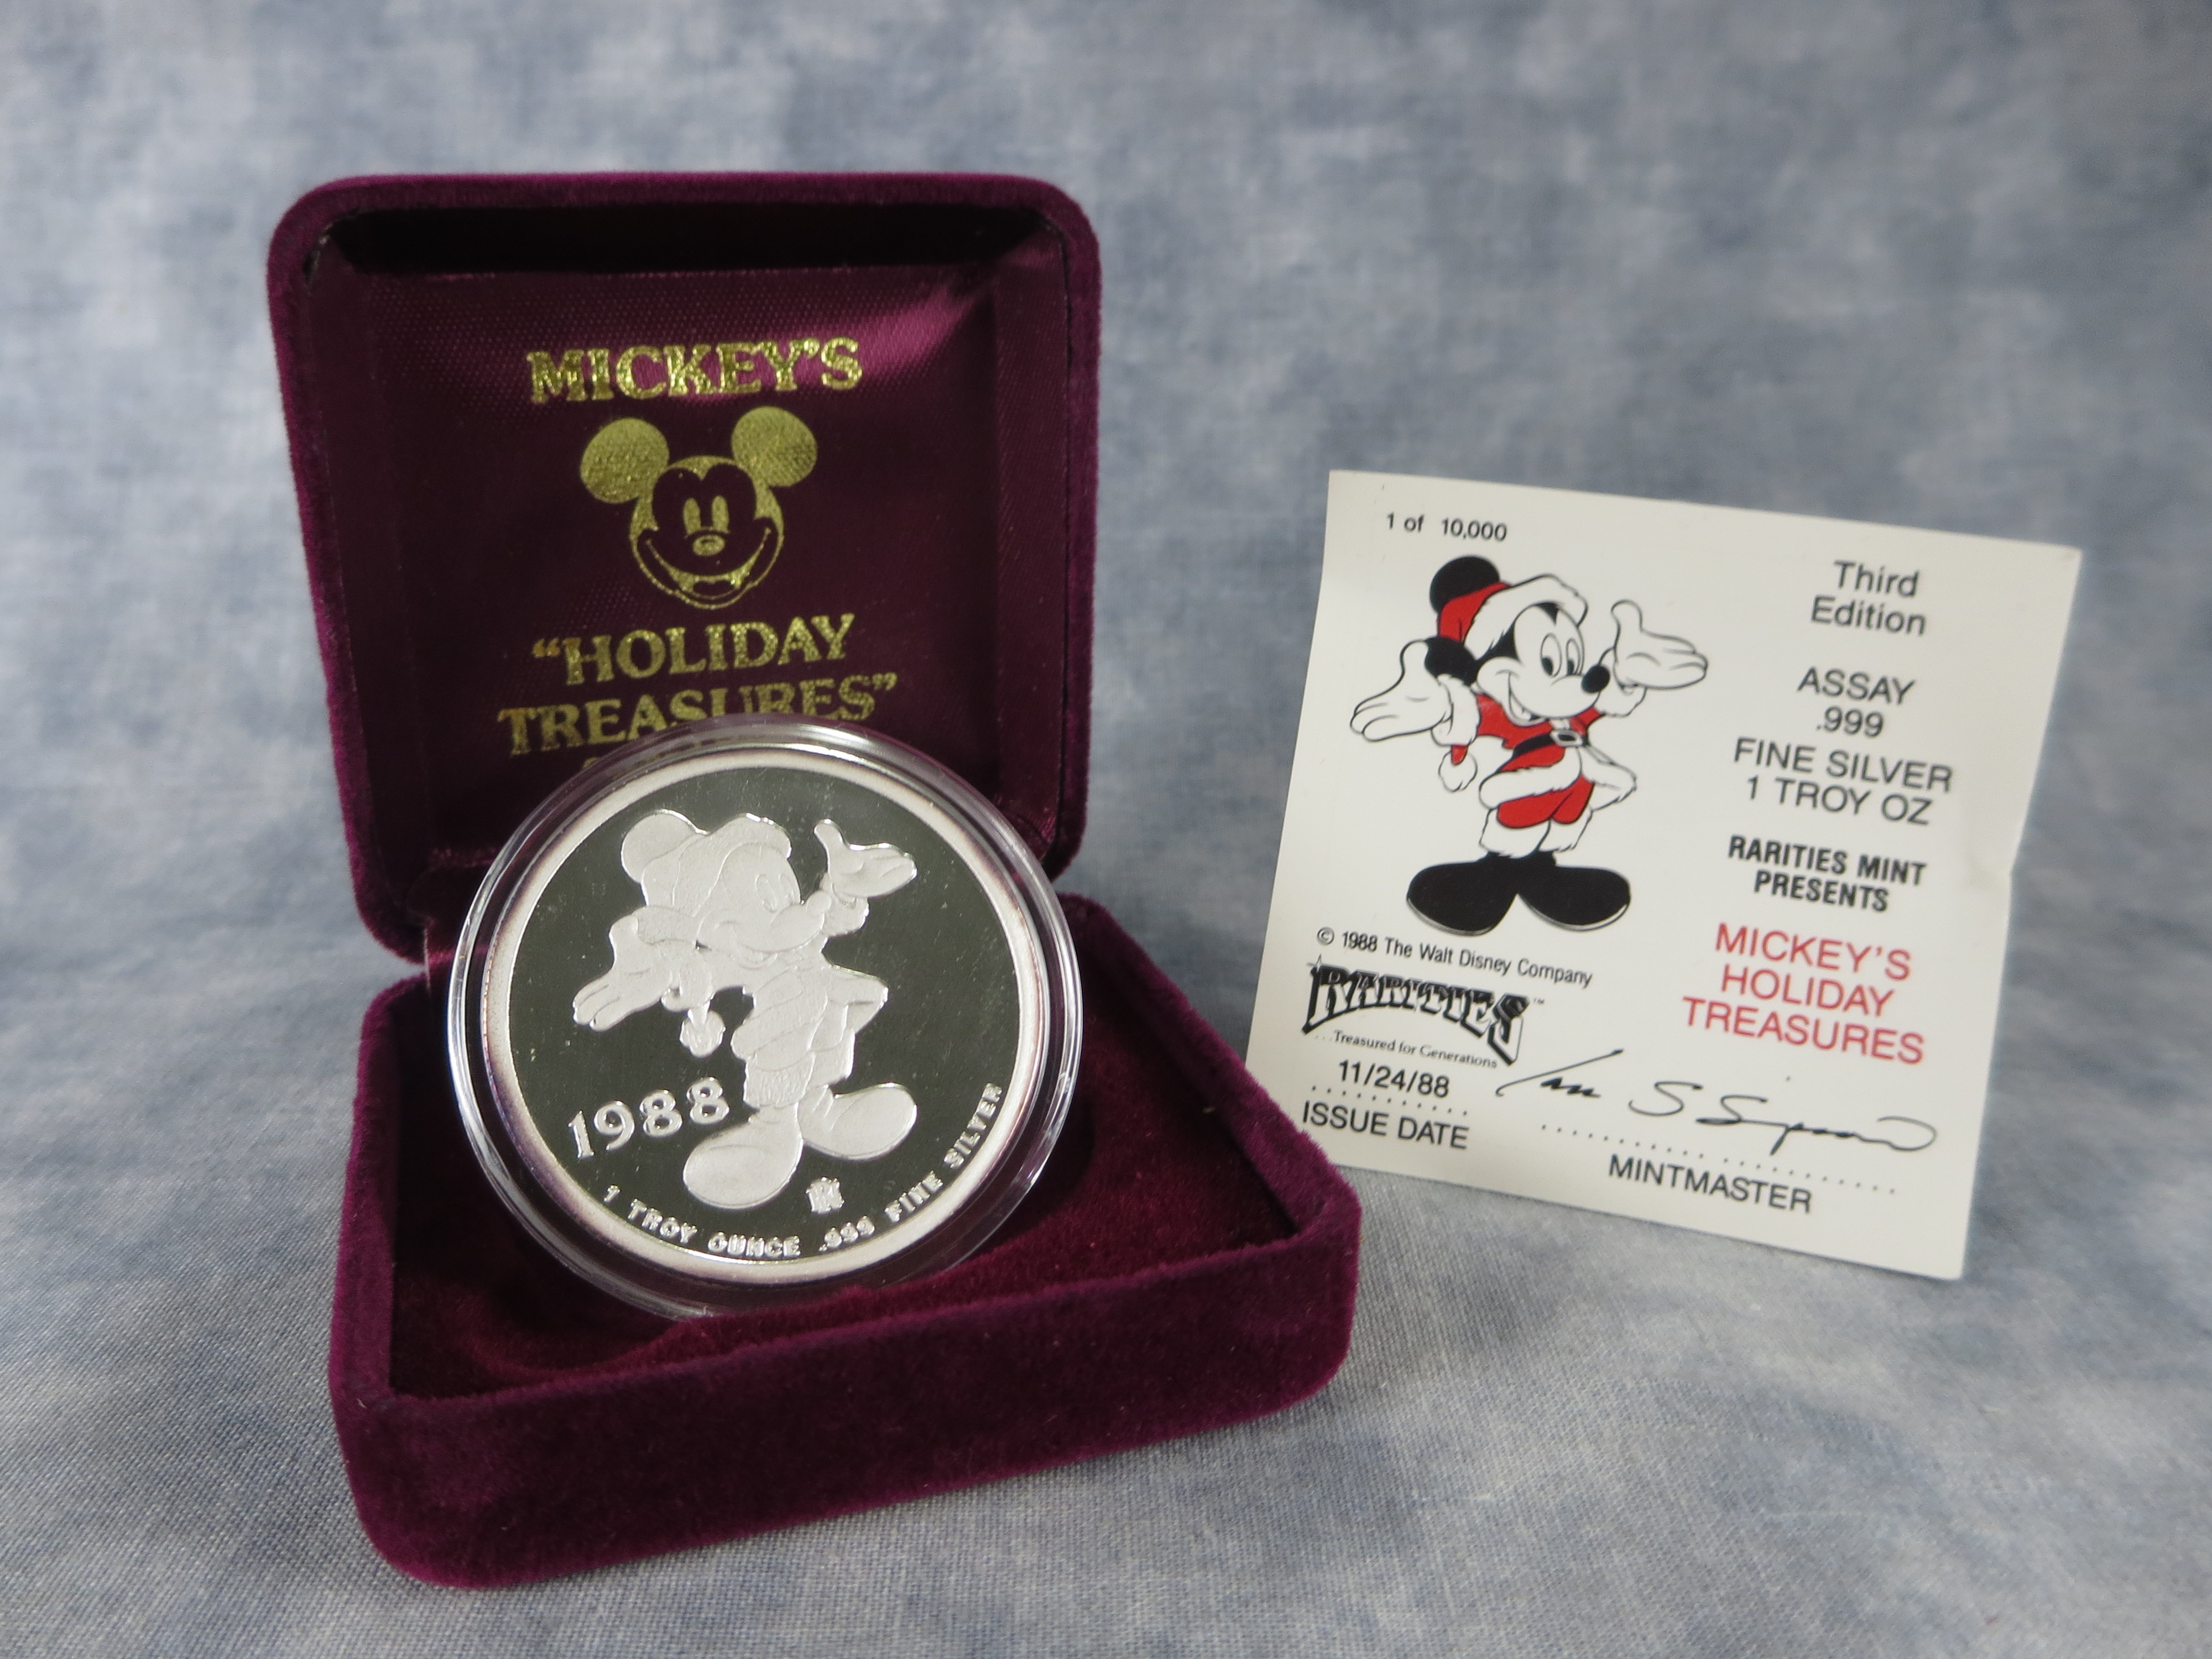 MICKEY'S
“HOLIDAY
TREASURES”
1988
1 TROY OUNCE .999 FINE SILVER
1 of 10,000
Third
Edition
ASSAY
.999
FINE SILVER
1 TROY OZ
RARITIES MINT
PRESENTS
MICKEY'S
HOLIDAY
TREASURES
© 1988 The Walt Disney Company
RARITIES™
...Treasured for Generations
11/24/88
ISSUE DATE
MINTMASTER